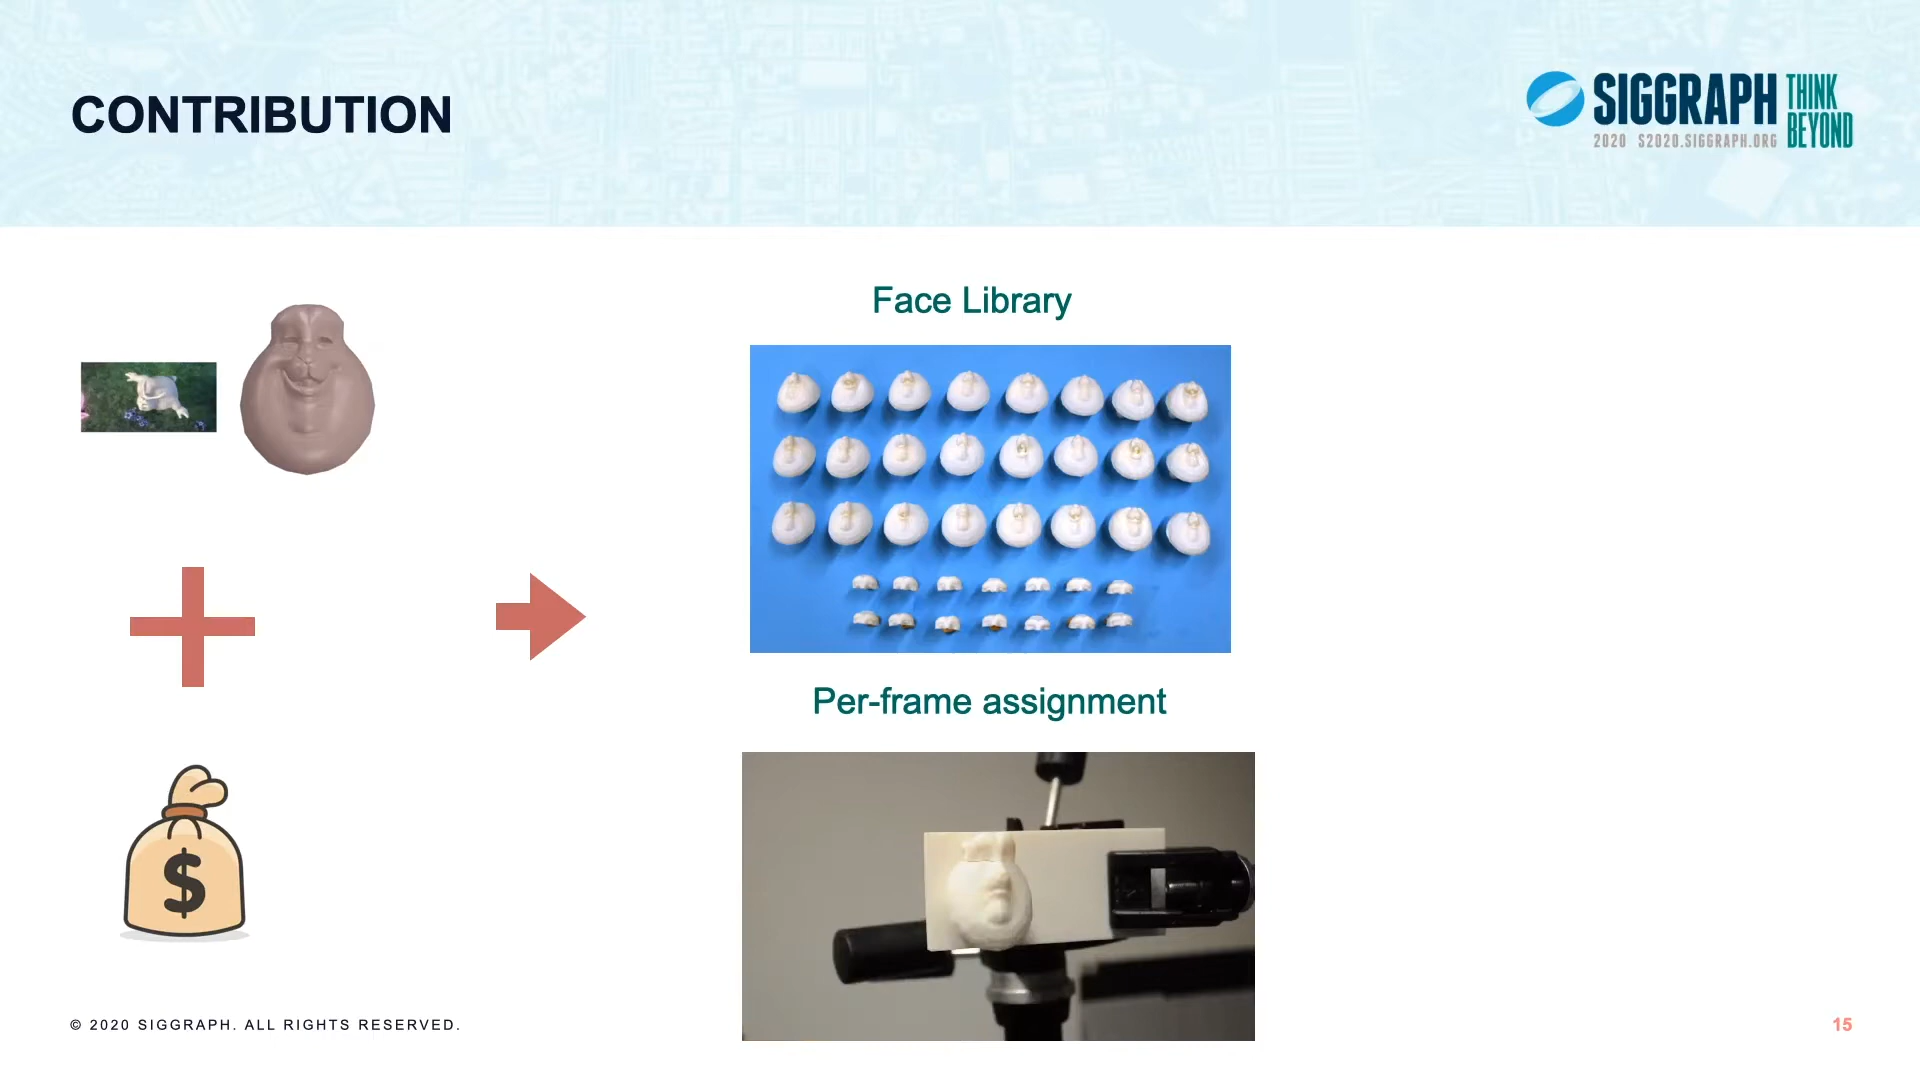 CONTRIBUTION
SIGGRAPH
THINK
BEYOND
2020 S2020.SIGGRAPH.ORG
Face Library
Per-frame assignment
$
© 2020 SIGGRAPH. ALL RIGHTS RESERVED.
15